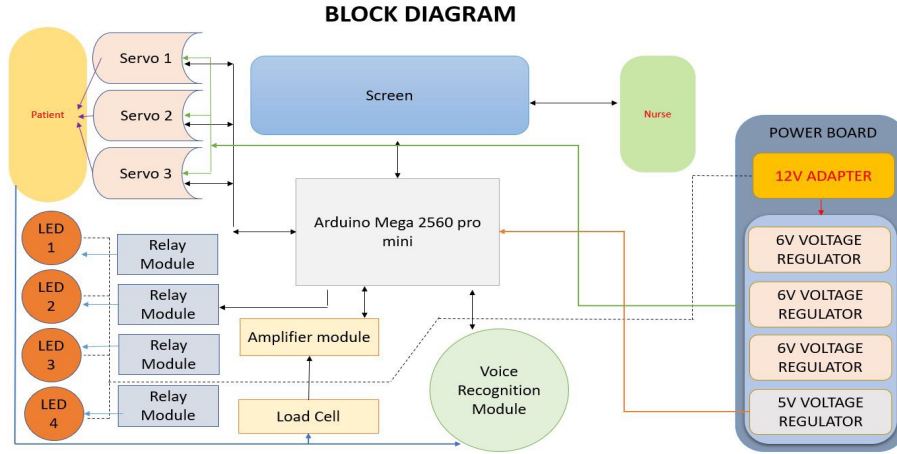 BLOCK DIAGRAM
Servo 1
Servo 2
Servo 3
Patient
Screen
Nurse
POWER BOARD
12V ADAPTER
6V VOLTAGE
REGULATOR
6V VOLTAGE
REGULATOR
6V VOLTAGE
REGULATOR
5V VOLTAGE
REGULATOR
Arduino Mega 2560 pro
mini
LED
1
Relay
Module
LED
2
Relay
Module
LED
3
Relay
Module
LED
4
Relay
Module
Amplifier module
Load Cell
Voice
Recognition
Module